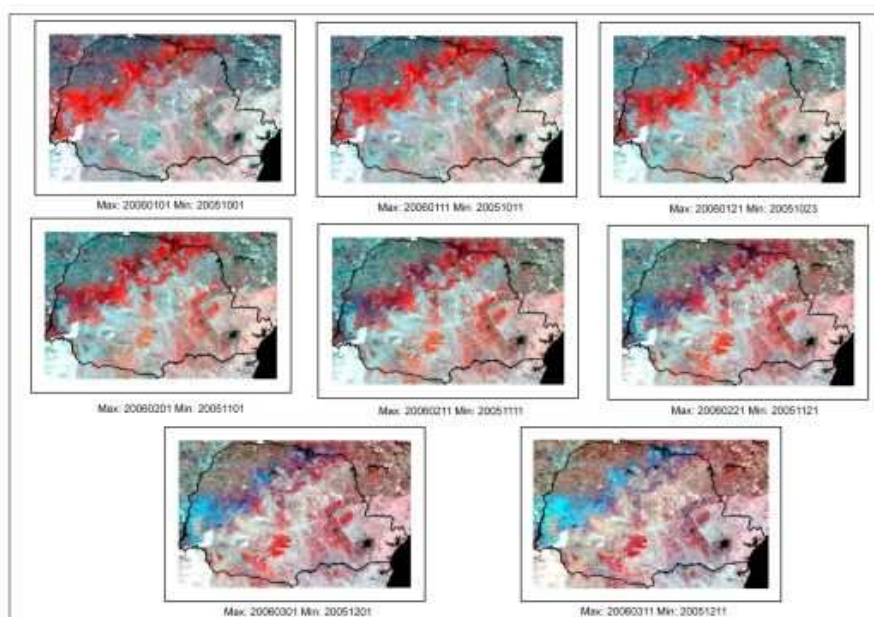 Max: 20060101 Min: 20051001
Max: 20060111 Min: 20051011
Max: 20060121 Min: 20051023
Max: 20060201 Min: 20051101
Max: 20060211 Min: 20051111
Max: 20060221 Min: 20051121
Max: 20060301 Min: 20051201
Max: 20060311 Min: 20051211